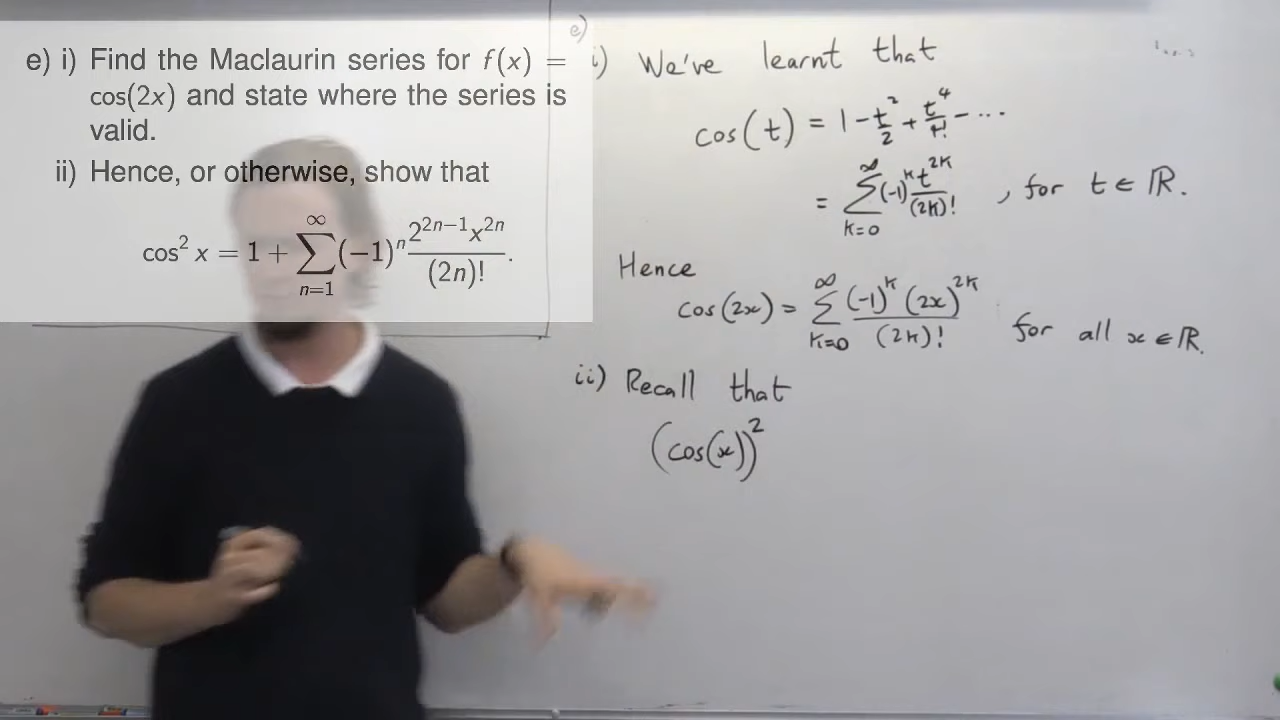 e) i) Find the Maclaurin series for f(x) =
cos(2x) and state where the series is
valid.
ii) Hence, or otherwise, show that
cos² x = 1 + ∑_{n=1}^{∞} (−1)ⁿ 2^{2n−1}x^{2n}/(2n)!.
e)
i) We've learnt that
cos(t) = 1 − t²/2 + t⁴/4! − ...
= ∑_{k=0}^{∞} (-1)^k t^{2k}/(2k)! , for t ∈ ℝ.
Hence
cos(2x) = ∑_{k=0}^{∞} (-1)^k (2x)^{2k}/(2k)! for all x ∈ ℝ.
ii) Recall that
(cos(x))²